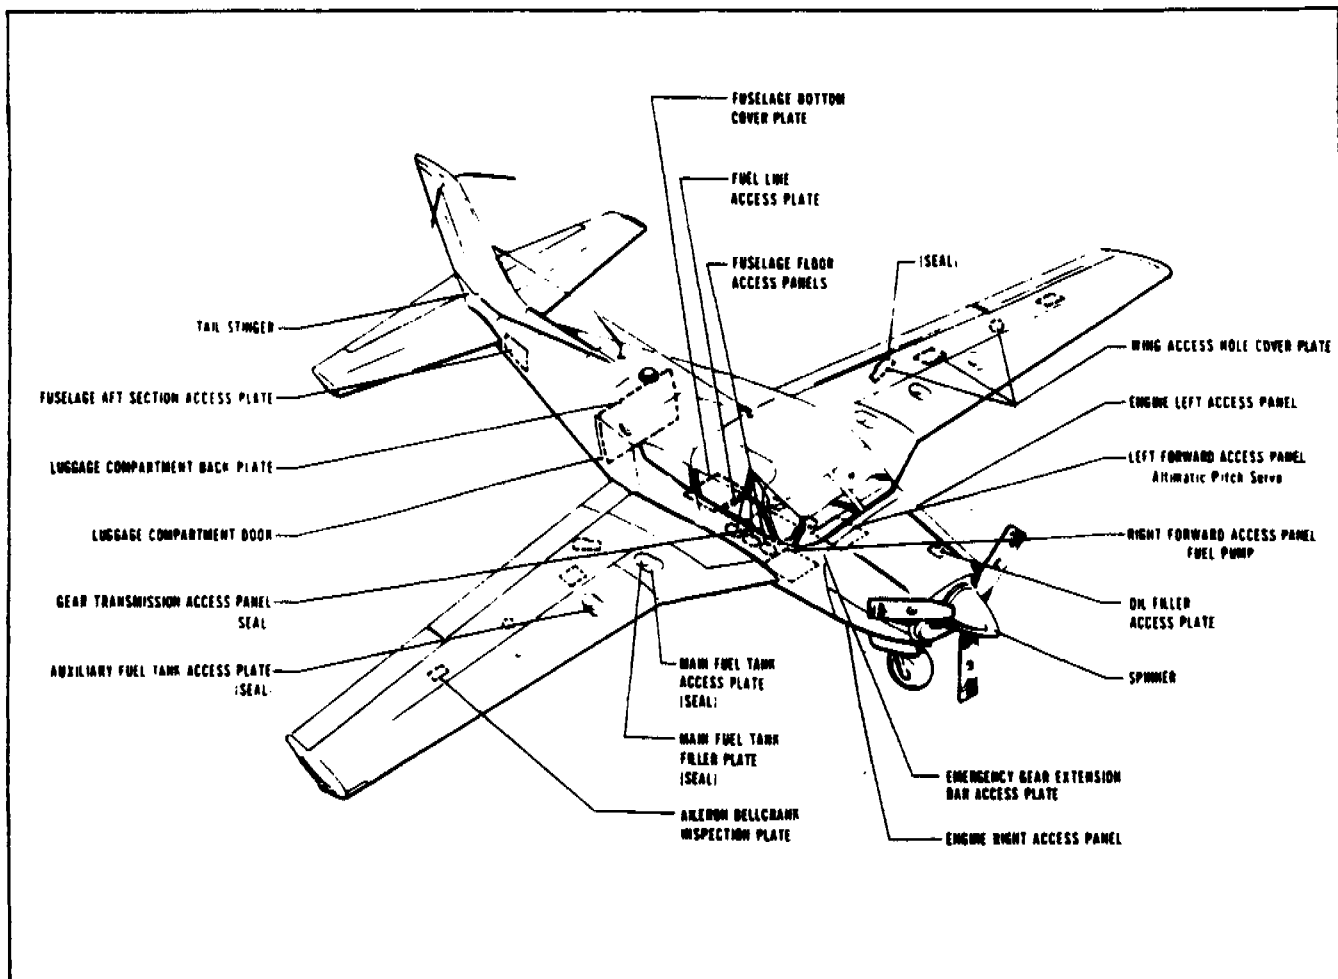 FUSELAGE BOTTOM
COVER PLATE
FUEL LINE
ACCESS PLATE
FUSELAGE FLOOR
ACCESS PANELS
(SEAL)
TAIL STINGER
WING ACCESS HOLE COVER PLATE
FUSELAGE AFT SECTION ACCESS PLATE
ENGINE LEFT ACCESS PANEL
LUGGAGE COMPARTMENT BACK PLATE
LEFT FORWARD ACCESS PANEL
Altimatic Pitch Servo
LUGGAGE COMPARTMENT DOOR
RIGHT FORWARD ACCESS PANEL
FUEL PUMP
GEAR TRANSMISSION ACCESS PANEL
SEAL
OIL FILLER
ACCESS PLATE
AUXILIARY FUEL TANK ACCESS PLATE
(SEAL)
MAIN FUEL TANK
ACCESS PLATE
(SEAL)
SPINNER
MAIN FUEL TANK
FILLER PLATE
(SEAL)
EMERGENCY GEAR EXTENSION
BAR ACCESS PLATE
AILERON BELLCRANK
INSPECTION PLATE
ENGINE RIGHT ACCESS PANEL